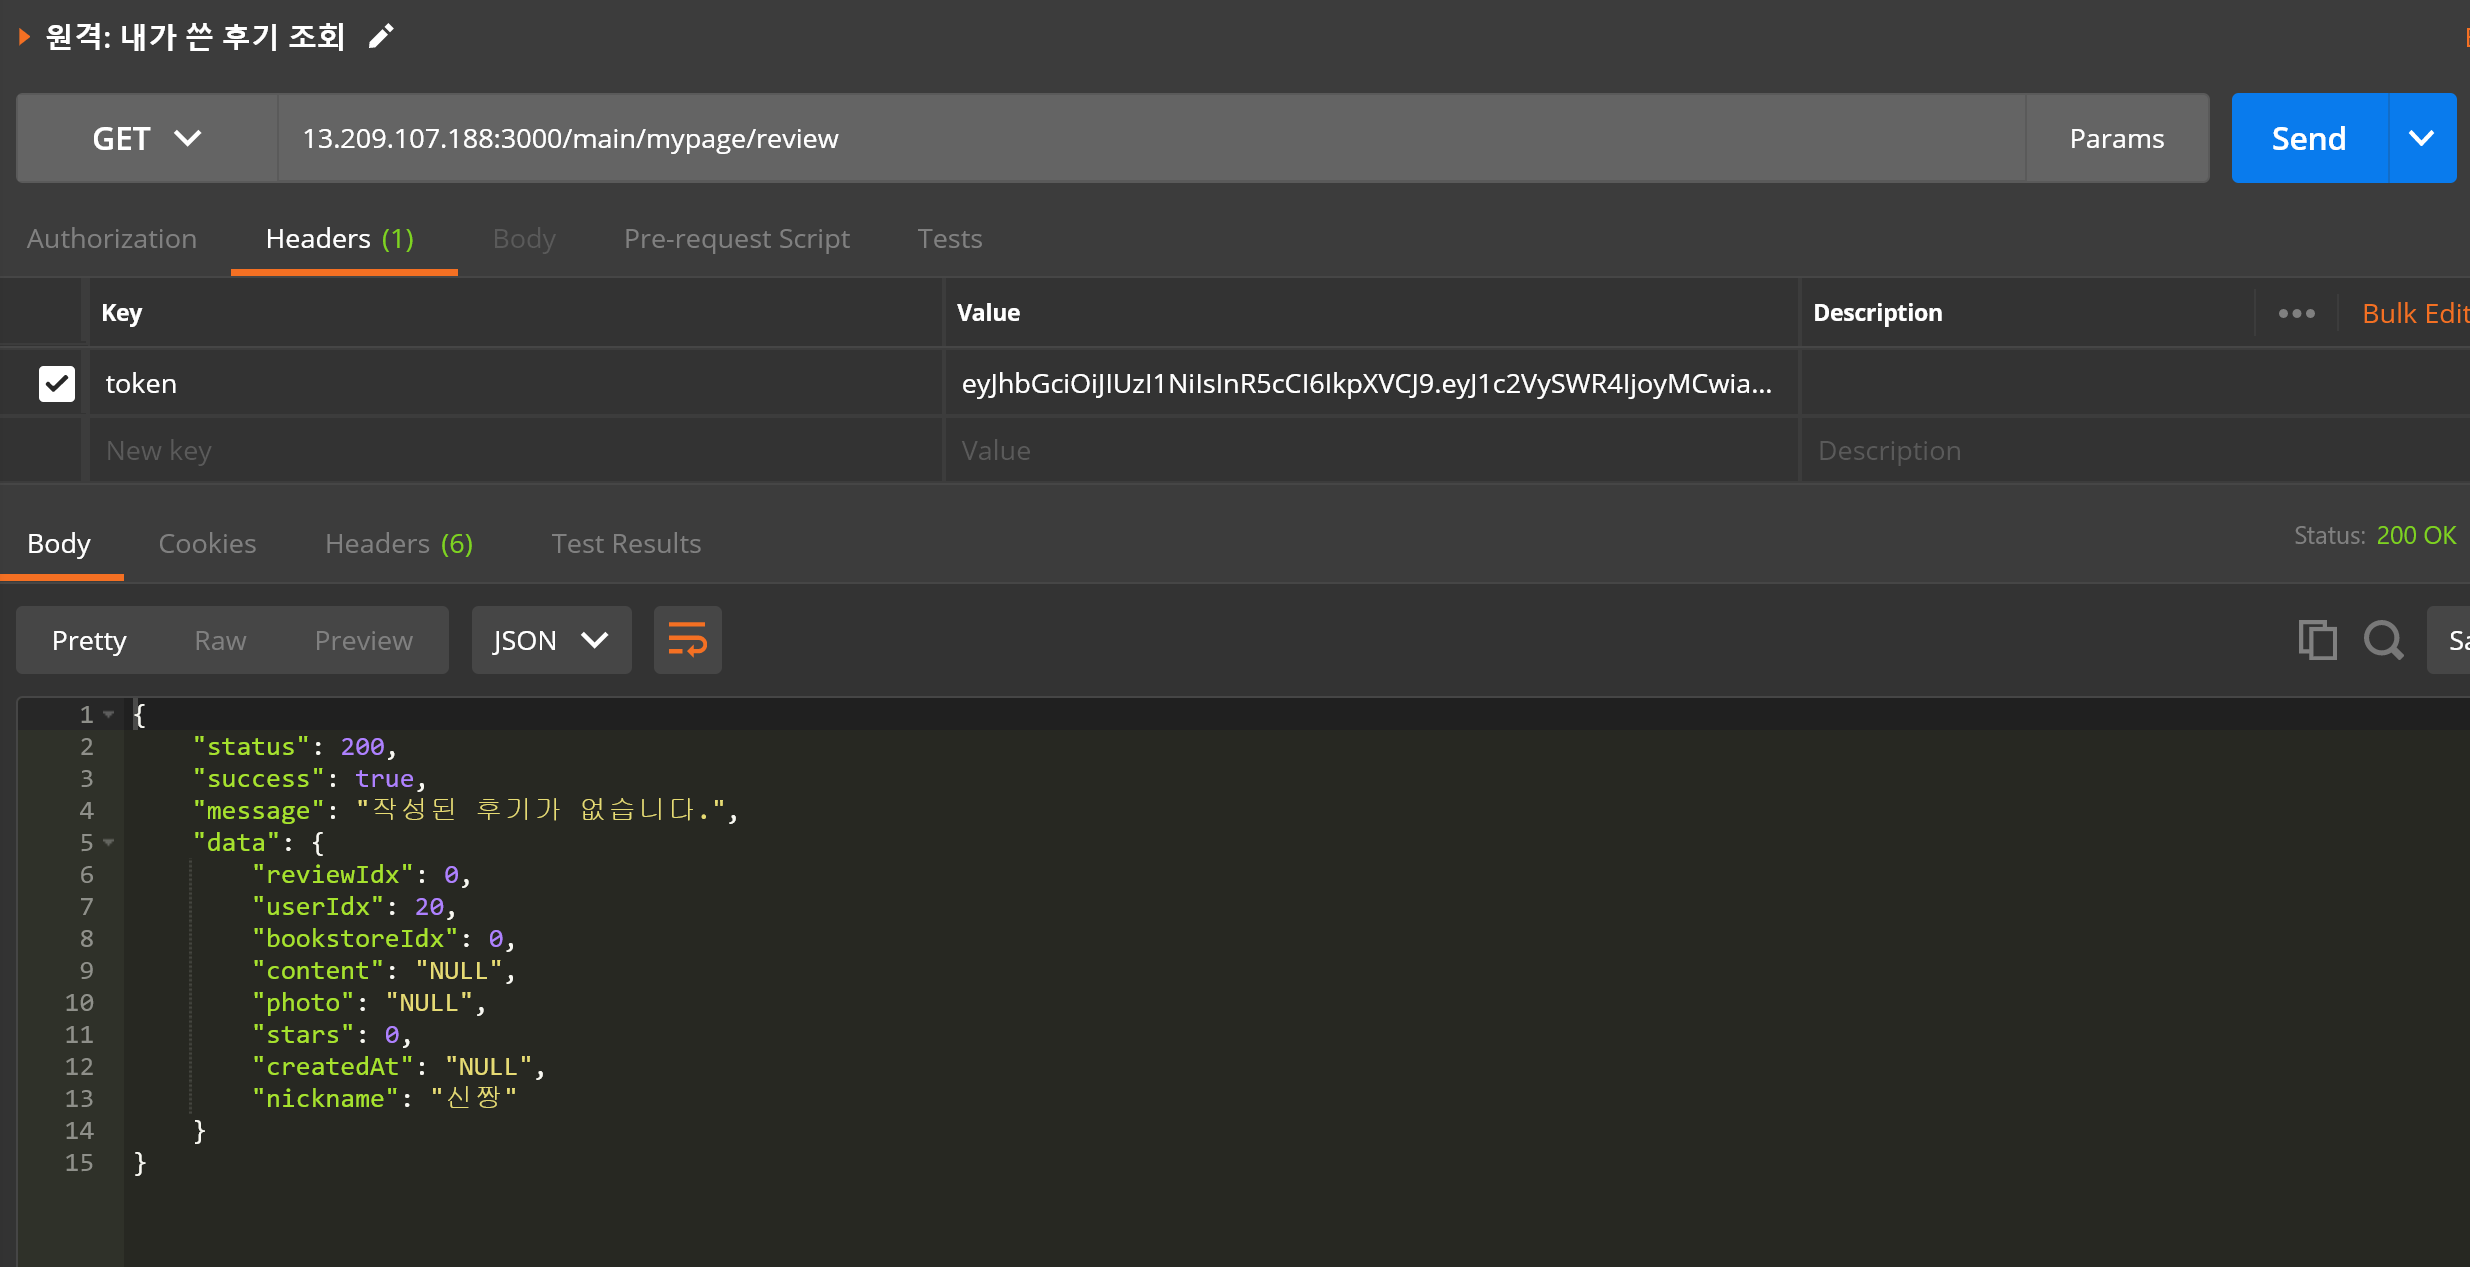 원격: 내가 쓴 후기 조회
GET 13.209.107.188:3000/main/mypage/review Params Send
Authorization Headers (1) Body Pre-request Script Tests
Key Value Description ••• Bulk Edit
token eyJhbGciOiJIUzI1NiIsInR5cCI6IkpXVCJ9.eyJ1c2VySWR4IjoyMCwia...
New key Value Description
Body Cookies Headers (6) Test Results Status: 200 OK
Pretty Raw Preview JSON
1 {
2 "status": 200,
3 "success": true,
4 "message": "작성된 후기가 없습니다.",
5 "data": {
6 "reviewIdx": 0,
7 "userIdx": 20,
8 "bookstoreIdx": 0,
9 "content": "NULL",
10 "photo": "NULL",
11 "stars": 0,
12 "createdAt": "NULL",
13 "nickname": "신짱"
14 }
15 }